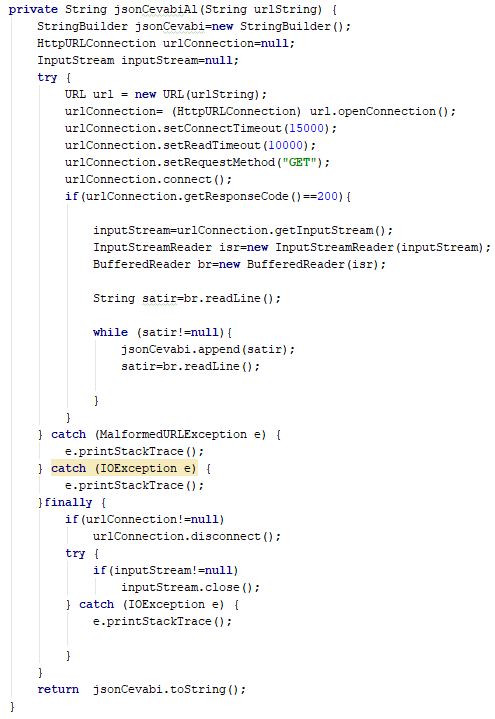 private String jsonCevabiAl(String urlString) {
    StringBuilder jsonCevabi=new StringBuilder();
    HttpURLConnection urlConnection=null;
    InputStream inputStream=null;
    try {
        URL url = new URL(urlString);
        urlConnection= (HttpURLConnection) url.openConnection();
        urlConnection.setConnectTimeout(15000);
        urlConnection.setReadTimeout(10000);
        urlConnection.setRequestMethod("GET");
        urlConnection.connect();
        if(urlConnection.getResponseCode()==200){
            inputStream=urlConnection.getInputStream();
            InputStreamReader isr=new InputStreamReader(inputStream);
            BufferedReader br=new BufferedReader(isr);
            String satir=br.readLine();
            while (satir!=null){
                jsonCevabi.append(satir);
                satir=br.readLine();
            }
        }
    } catch (MalformedURLException e) {
        e.printStackTrace();
    } catch (IOException e) {
        e.printStackTrace();
    }finally {
        if(urlConnection!=null)
            urlConnection.disconnect();
        try {
            if(inputStream!=null)
                inputStream.close();
        } catch (IOException e) {
            e.printStackTrace();
        }
    }
    return  jsonCevabi.toString();
}